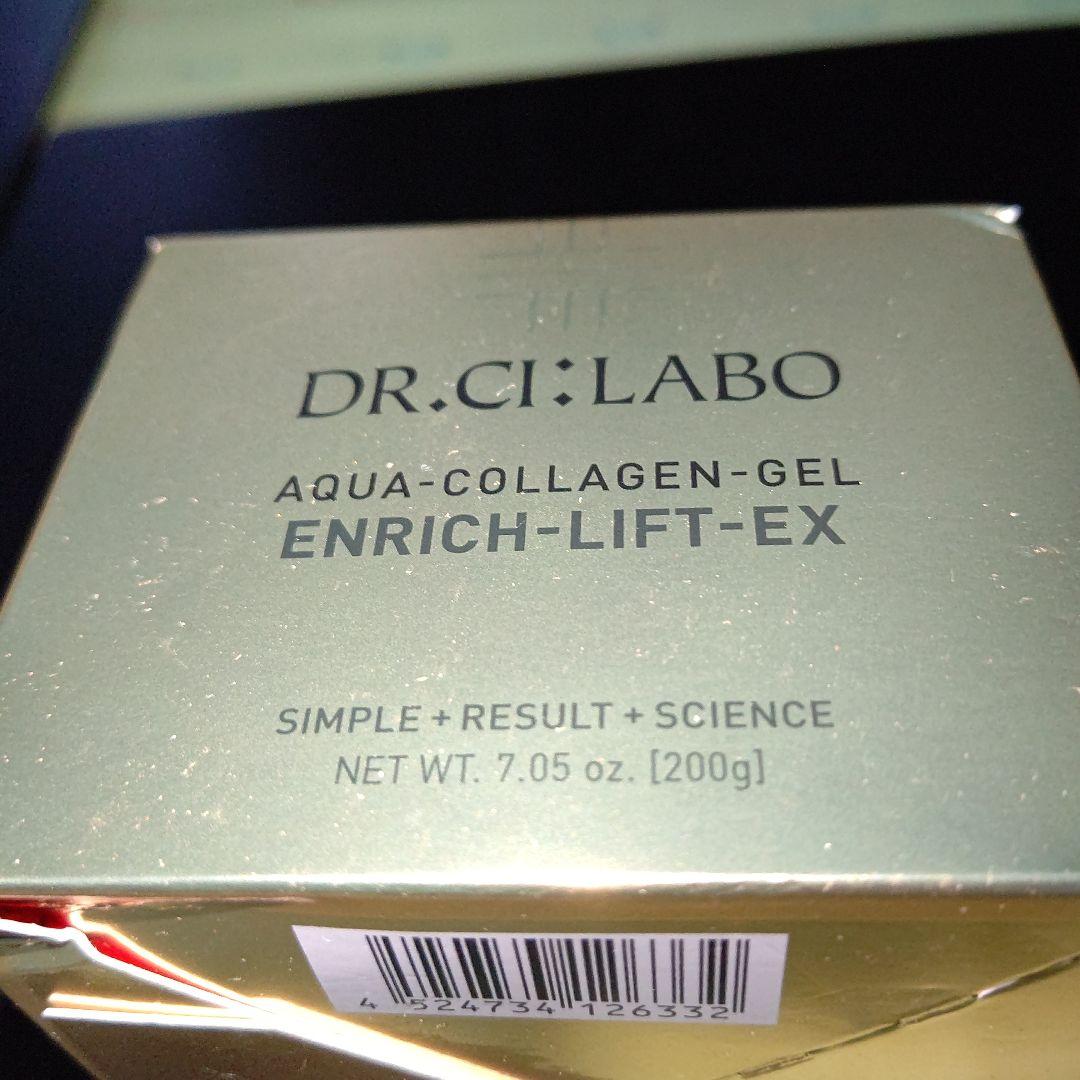 DR.CI:LABO
AQUA-COLLAGEN-GEL
ENRICH-LIFT-EX
SIMPLE + RESULT + SCIENCE
NET WT. 7.05 oz. [200g]
4 524734 126332